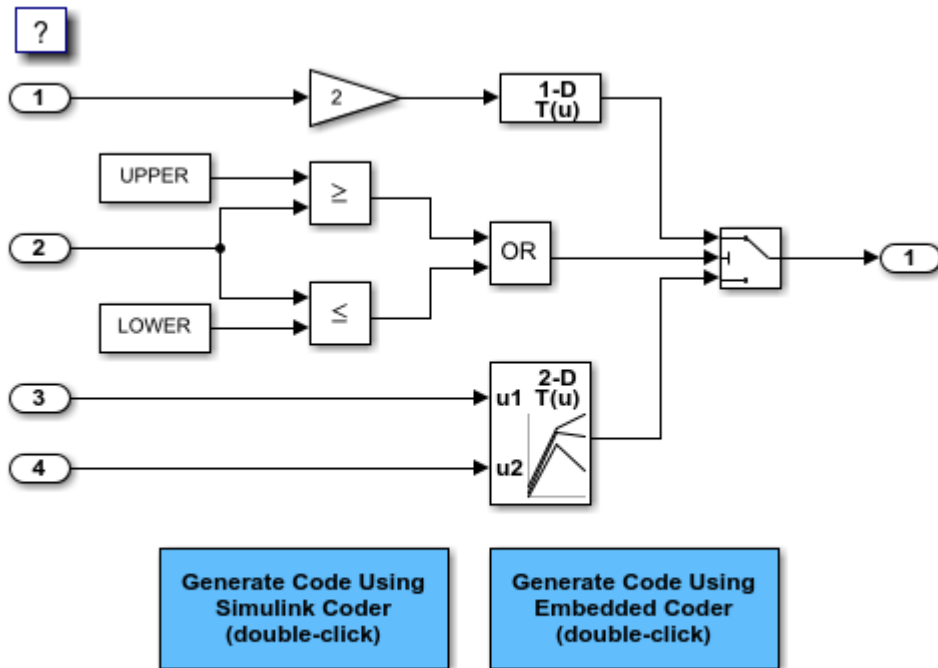 ?
1
2
1-D
T(u)
UPPER
≥
2
OR
1
≤
LOWER
3
u1
2-D
T(u)
4
u2
Generate Code Using
Simulink Coder
(double-click)
Generate Code Using
Embedded Coder
(double-click)